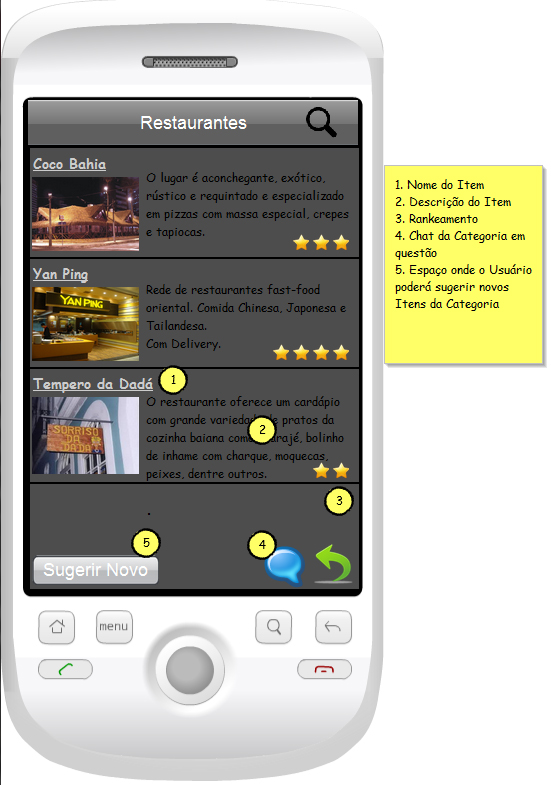 Restaurantes
Coco Bahia
O lugar é aconchegante, exótico,
rústico e requintado e especializado
em pizzas com massa especial, crepes
e tapiocas.
Yan Ping
YAN PING
Rede de restaurantes fast-food
oriental. Comida Chinesa, Japonesa e
Tailandesa.
Com Delivery.
Tempero da Dadá
1
SORRISO
DA
DADÁ
O restaurante oferece um cardápio
com grande pratos da
cozinha baiana bolinho
de inhame com charque, moquecas,
peixes, dentre outros.
2
3
4
5
Sugerir Novo
menu
1. Nome do Item
2. Descrição do Item
3. Rankeamento
4. Chat da Categoria em
questão
5. Espaço onde o Usuário
poderá sugerir novos
Itens da Categoria